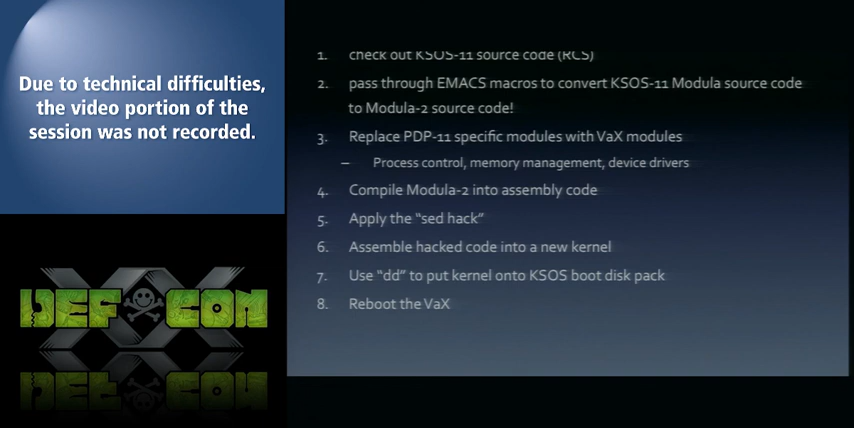 Due to technical difficulties,
the video portion of the
session was not recorded.
DEF CON
1. check out KSOS-11 source code (RCS)
2. pass through EMACS macros to convert KSOS-11 Modula source code
to Modula-2 source code!
3. Replace PDP-11 specific modules with VaX modules
– Process control, memory management, device drivers
4. Compile Modula-2 into assembly code
5. Apply the “sed hack”
6. Assemble hacked code into a new kernel
7. Use “dd” to put kernel onto KSOS boot disk pack
8. Reboot the VaX